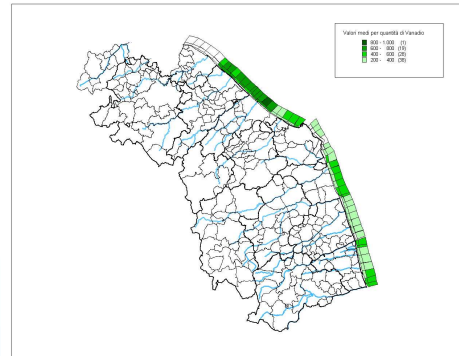 Valori medi per quantità di Vanadio
800 - 1.000 (1)
600 - 800 (19)
400 - 600 (28)
200 - 400 (38)